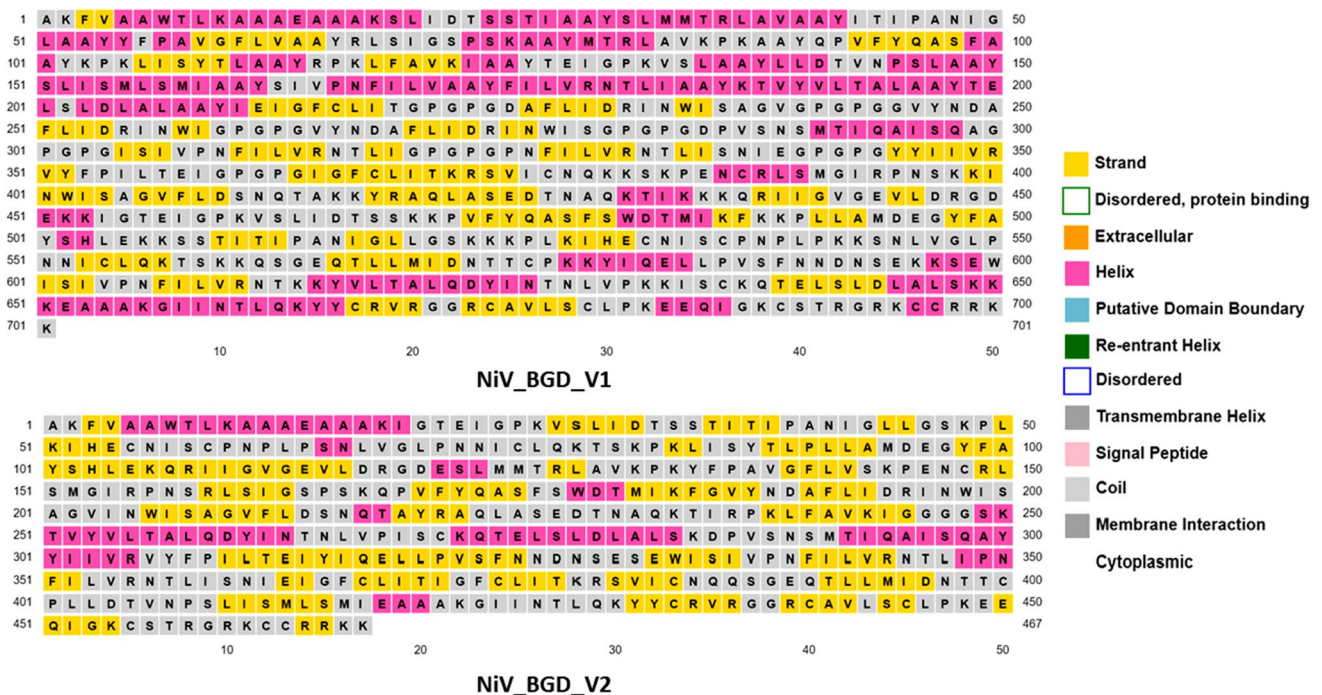 1 A K F V A A W T L K A A A E A A A K S L I D T S S T I A A Y S L M M T R L A V A A Y I T I P A N I G 50
51 L A A Y Y F P A V G F L V A A Y R L S I G S P S K A A Y M T R L A V K P K A A Y Q P V F Y Q A S F A 100
101 A Y K P K L I S Y T L A A Y R P K L F A V K I A A Y T E I G P K V S L A A Y L L D T V N P S L A A Y 150
151 S L I S M L S M I A A Y S I V P N F I L V A A Y F I L V R N T L I A A Y K T V Y V L T A L A A Y T E 200
201 L S L D L A L A A Y I E I G F C L I T G P G P G D A F L I D R I N W I S A G V G P G P G G V Y N D A 250
251 F L I D R I N W I G P G P G V Y N D A F L I D R I N W I S G P G P G D P V S N S M T I Q A I S Q A G 300
301 P G P G I S I V P N F I L V R N T L I G P G P G P N F I L V R N T L I S N I E G P G P G Y Y I I V R 350
351 V Y F P I L T E I G P G P G I G F C L I T K R S V I C N Q K K S K P E N C R L S M G I R P N S K K I 400
401 N W I S A G V F L D S N Q T A K K Y R A Q L A S E D T N A Q K T I K K K Q R I I G V G E V L D R G D 450
451 E K K I G T E I G P K V S L I D T S S K K P V F Y Q A S F S W D T M I K F K K P L L A M D E G Y F A 500
501 Y S H L E K K S S T I T I P A N I G L L G S K K K P L K I H E C N I S C P N P L P K K S N L V G L P 550
551 N N I C L Q K T S K K Q S G E Q T L L M I D N T T C P K K Y I Q E L L P V S F N N D N S E K K S E W 600
601 I S I V P N F I L V R N T K K Y V L T A L Q D Y I N T N L V P K K I S C K Q T E L S L D L A L S K K 650
651 K E A A A K G I I N T L Q K Y Y C R V R G G R C A V L S C L P K E E Q I G K C S T R G R K C C R R K 700
701 K 701
10 20 30 40 50
NiV_BGD_V1
Strand
Disordered, protein binding
Extracellular
Helix
Putative Domain Boundary
Re-entrant Helix
Disordered
Transmembrane Helix
Signal Peptide
Coil
Membrane Interaction
Cytoplasmic
1 A K F V A A W T L K A A A E A A A K I G T E I G P K V S L I D T S S T I T I P A N I G L L G S K P L 50
51 K I H E C N I S C P N P L P S N L V G L P N N I C L Q K T S K P K L I S Y T L P L L A M D E G Y F A 100
101 Y S H L E K Q R I I G V G E V L D R G D E S L M M T R L A V K P K Y F P A V G F L V S K P E N C R L 150
151 S M G I R P N S R L S I G S P S K Q P V F Y Q A S F S W D T M I K F G V Y N D A F L I D R I N W I S 200
201 A G V I N W I S A G V F L D S N Q T A Y R A Q L A S E D T N A Q K T I R P K L F A V K I G G G G S K 250
251 T V Y V L T A L Q D Y I N T N L V P I S C K Q T E L S L D L A L S K D P V S N S M T I Q A I S Q A Y 300
301 Y I I V R V Y F P I L T E I Y I Q E L L P V S F N N D N S E S E W I S I V P N F I L V R N T L I P N 350
351 F I L V R N T L I S N I E I G F C L I T I G F C L I T K R S V I C N Q Q S G E Q T L L M I D N T T C 400
401 P L L D T V N P S L I S M L S M I E A A A K G I I N T L Q K Y Y C R V R G G R C A V L S C L P K E E 450
451 Q I G K C S T R G R K C C R R K K 467
10 20 30 40 50
NiV_BGD_V2